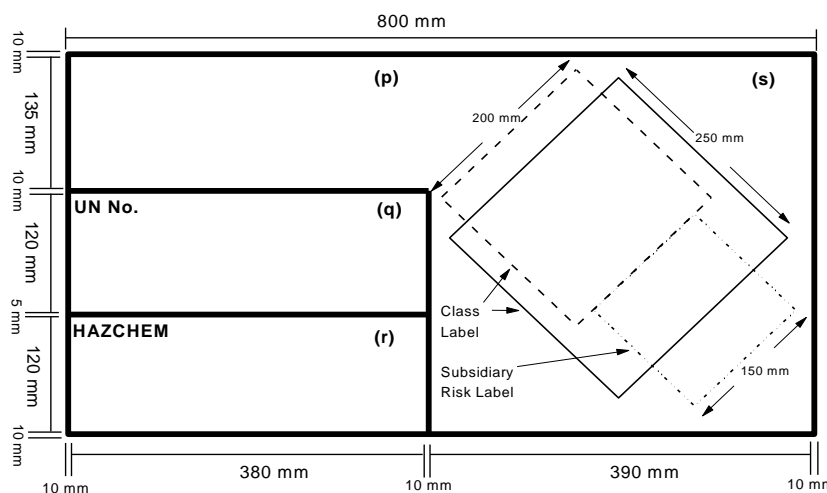 800 mm
10 mm
(p)
(s)
200 mm
250 mm
135 mm
10 mm
UN No.
(q)
120 mm
5 mm
HAZCHEM
(r)
Class
Label
120 mm
Subsidiary
Risk Label
150 mm
10 mm
380 mm
390 mm
10 mm
10 mm
10 mm